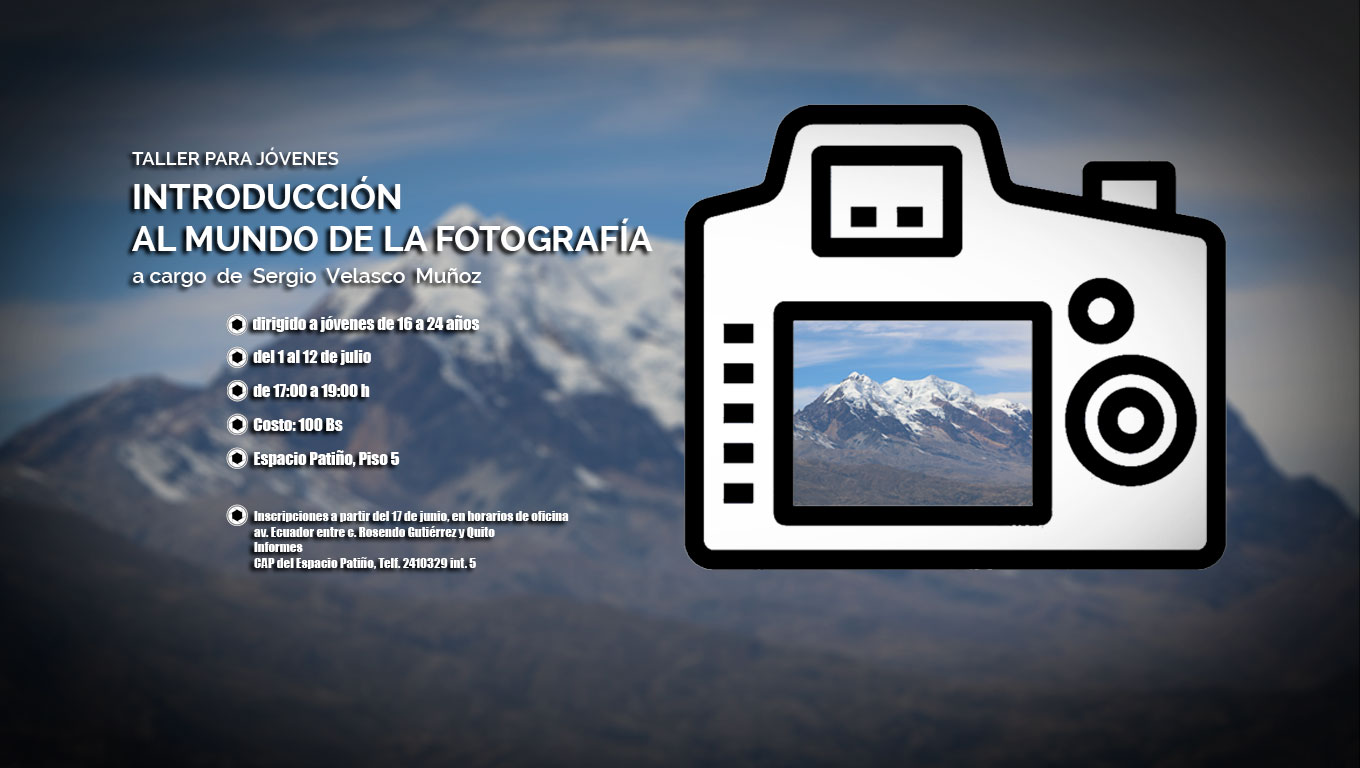 TALLER PARA JÓVENES
INTRODUCCIÓN
AL MUNDO DE LA FOTOGRAFÍA
a cargo de Sergio Velasco Muñoz
dirigido a jóvenes de 16 a 24 años
del 1 al 12 de julio
de 17:00 a 19:00 h
Costo: 100 Bs
Espacio Patiño, Piso 5
Inscripciones a partir del 17 de junio, en horarios de oficina
av. Ecuador entre c. Rosendo Gutiérrez y Quito
Informes
CAP del Espacio Patiño, Telf. 2410329 int. 5